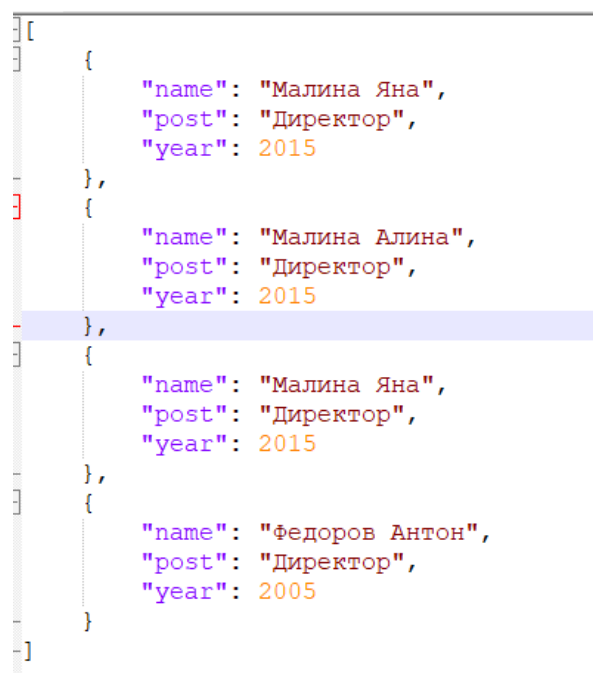 [
{
"name": "Малина Яна",
"post": "Директор",
"year": 2015
},
{
"name": "Малина Алина",
"post": "Директор",
"year": 2015
},
{
"name": "Малина Яна",
"post": "Директор",
"year": 2015
},
{
"name": "Федоров Антон",
"post": "Директор",
"year": 2005
}
]